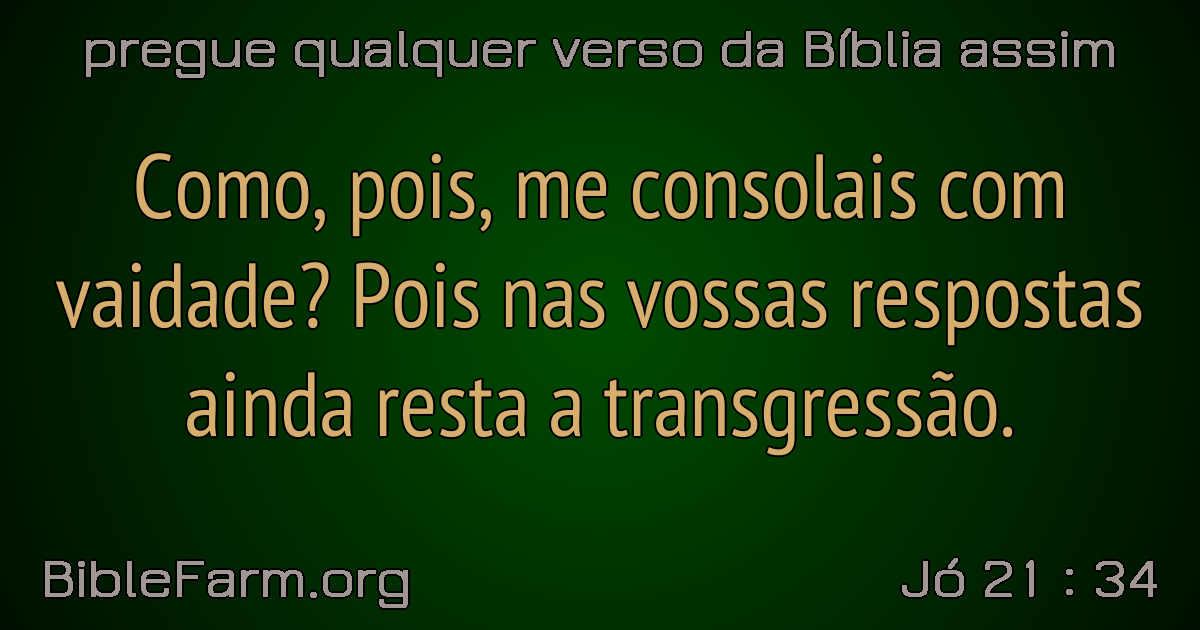 pregue qualquer verso da Bíblia assim
Como, pois, me consolais com
vaidade? Pois nas vossas respostas
ainda resta a transgressão.
BibleFarm.org
Jó 21 : 34